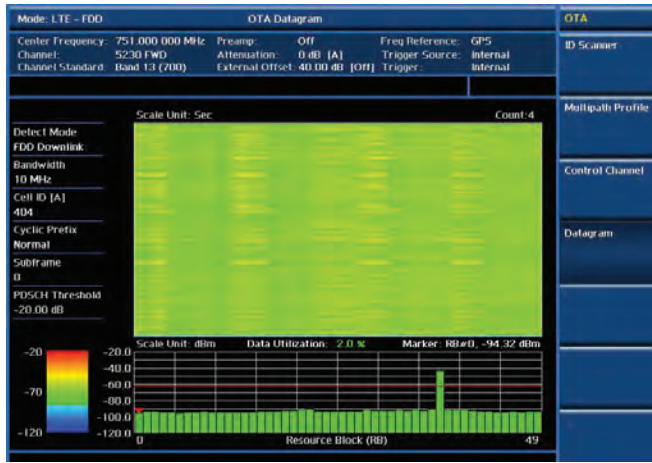 Mode: LTE - FDD OTA Datagram OTA
Center Frequency: 751.000 000 MHz Preamp: Off Freq Reference: GPS
Channel: 5230 FWD Attenuation: 0 dB [A] Trigger Source: Internal
Channel Standard: Band 13 (700) External Offset: 40.00 dB [Off] Trigger: Internal
ID Scanner
Multipath Profile
Control Channel
Datagram
Scale Unit: Sec Count:4
Detect Mode
FDD Downlink
Bandwidth
10 MHz
Cell ID [A]
404
Cyclic Prefix
Normal
Subframe
0
PDSCH Threshold
-20.00 dB
Scale Unit: dBm Data Utilization: 2.0 % Marker: RB#0, -94.32 dBm
-20
-70
-120
-20.0
-40.0
-60.0
-80.0
-100.0
-120.0
0 Resource Block (RB) 49